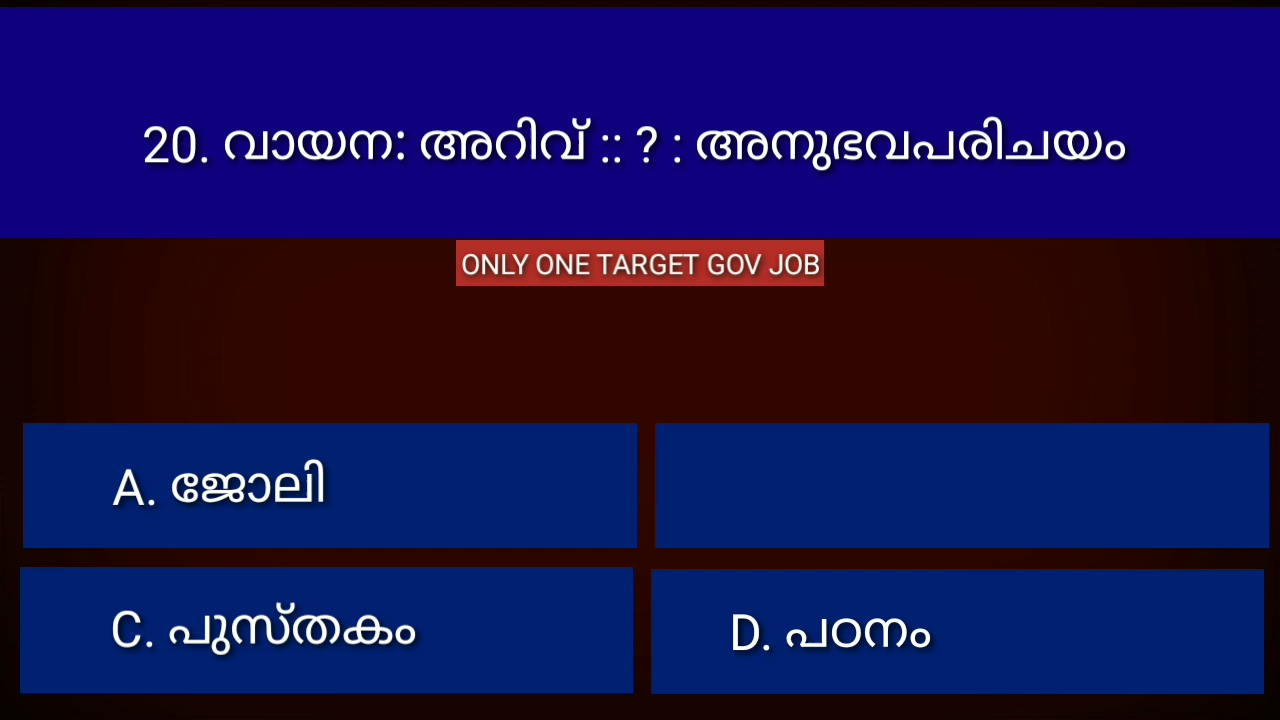 20. വായന: അറിവ് :: ? : അനുഭവപരിചയം
ONLY ONE TARGET GOV JOB
A. ജോലി
C. പുസ്തകം
D. പഠനം